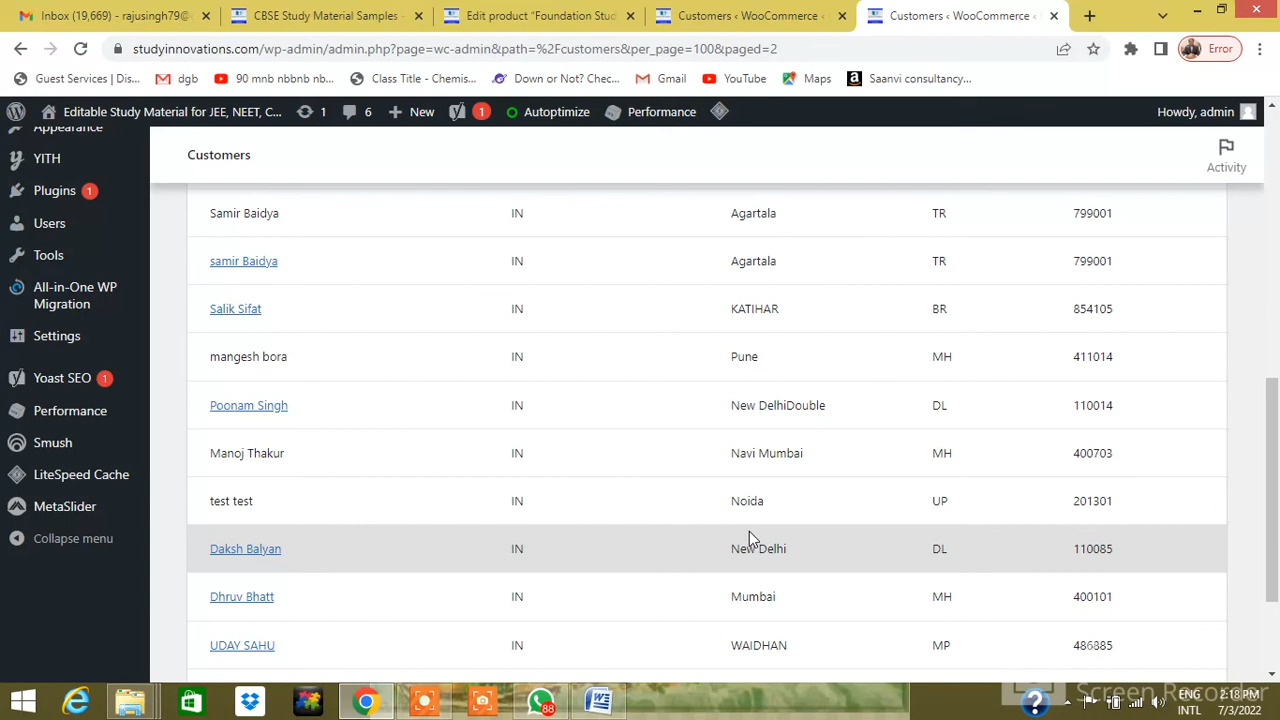 Inbox (19,669) - rajusingh79@
CBSE Study Material Samples
Edit product "Foundation Stud
Customers ‹ WooCommerce ‹
Customers ‹ WooCommerce ‹
studyinnovations.com/wp-admin/admin.php?page=wc-admin&path=%2Fcustomers&per_page=100&paged=2
Error
Guest Services | Dis...
dgb
90 mnb nbbnb nb...
Class Title - Chemis...
Down or Not? Chec...
Gmail
YouTube
Maps
Saanvi consultancy...
Editable Study Material for JEE, NEET, C...
1
6
New
1
Autoptimize
Performance
Howdy, admin
Appearance
YITH
Plugins 1
Users
Tools
All-in-One WP
Migration
Settings
Yoast SEO 1
Performance
Smush
LiteSpeed Cache
MetaSlider
Collapse menu
Customers
Activity
Samir Baidya IN Agartala TR 799001
samir Baidya IN Agartala TR 799001
Salik Sifat IN KATIHAR BR 854105
mangesh bora IN Pune MH 411014
Poonam Singh IN New DelhiDouble DL 110014
Manoj Thakur IN Navi Mumbai MH 400703
test test IN Noida UP 201301
Daksh Balyan IN New Delhi DL 110085
Dhruv Bhatt IN Mumbai MH 400101
UDAY SAHU IN WAIDHAN MP 486885
88
Screen Recorder
ENG
INTL
2:18 PM
7/3/2022